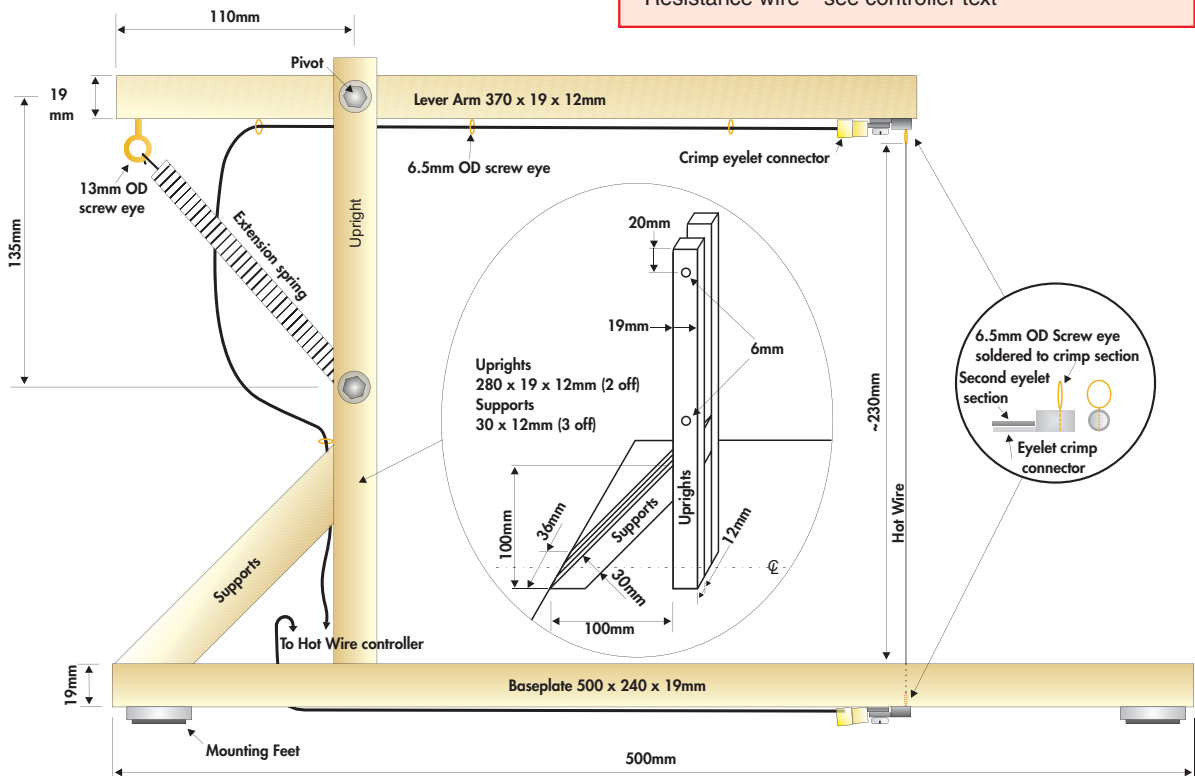 Resistance wire – see controller text
110mm
Pivot
19
mm
Lever Arm 370 x 19 x 12mm
13mm OD
screw eye
6.5mm OD screw eye
Crimp eyelet connector
135mm
Extension spring
Upright
20mm
19mm
6mm
Uprights
280 x 19 x 12mm (2 off)
Supports
30 x 12mm (3 off)
100mm
36mm
Supports
Uprights
30mm
12mm
100mm
℄
~230mm
Hot Wire
6.5mm OD Screw eye
soldered to crimp section
Second eyelet
section
Eyelet crimp
connector
Supports
To Hot Wire controller
19mm
Baseplate 500 x 240 x 19mm
Mounting Feet
500mm